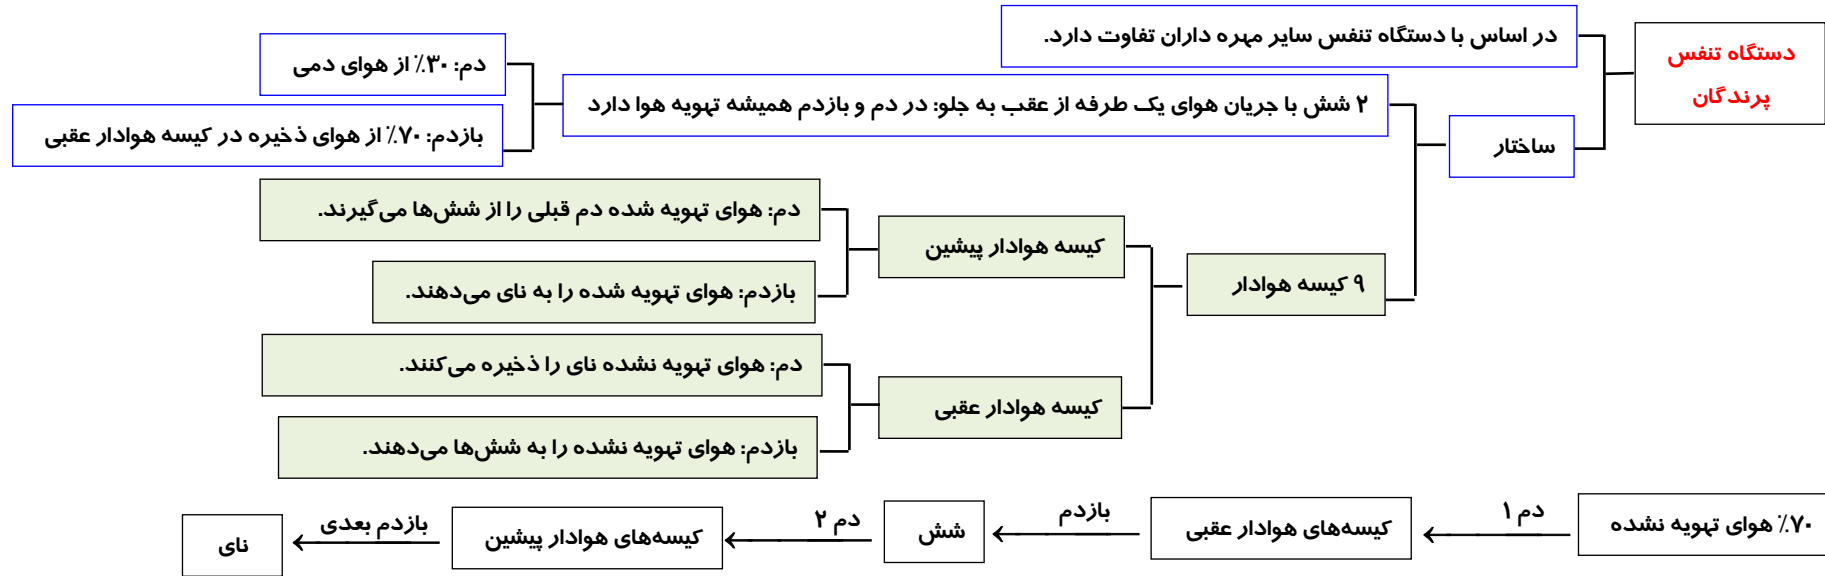 دستگاه تنفس
پرندگان
در اساس با دستگاه تنفس سایر مهره داران تفاوت دارد.
ساختار
۲ شش با جریان هوای یک طرفه از عقب به جلو: در دم و بازدم همیشه تهویه هوا دارد
دم: ۳۰٪ از هوای دمی
بازدم: ۷۰٪ از هوای ذخیره در کیسه هوادار عقبی
۹ کیسه هوادار
کیسه هوادار پیشین
دم: هوای تهویه شده دم قبلی را از شش‌ها می‌گیرند.
بازدم: هوای تهویه شده را به نای می‌دهند.
کیسه هوادار عقبی
دم: هوای تهویه نشده نای را ذخیره می‌کنند.
بازدم: هوای تهویه نشده را به شش‌ها می‌دهند.
۷۰٪ هوای تهویه نشده
دم ۱
کیسه‌های هوادار عقبی
بازدم
شش
دم ۲
کیسه‌های هوادار پیشین
بازدم بعدی
نای